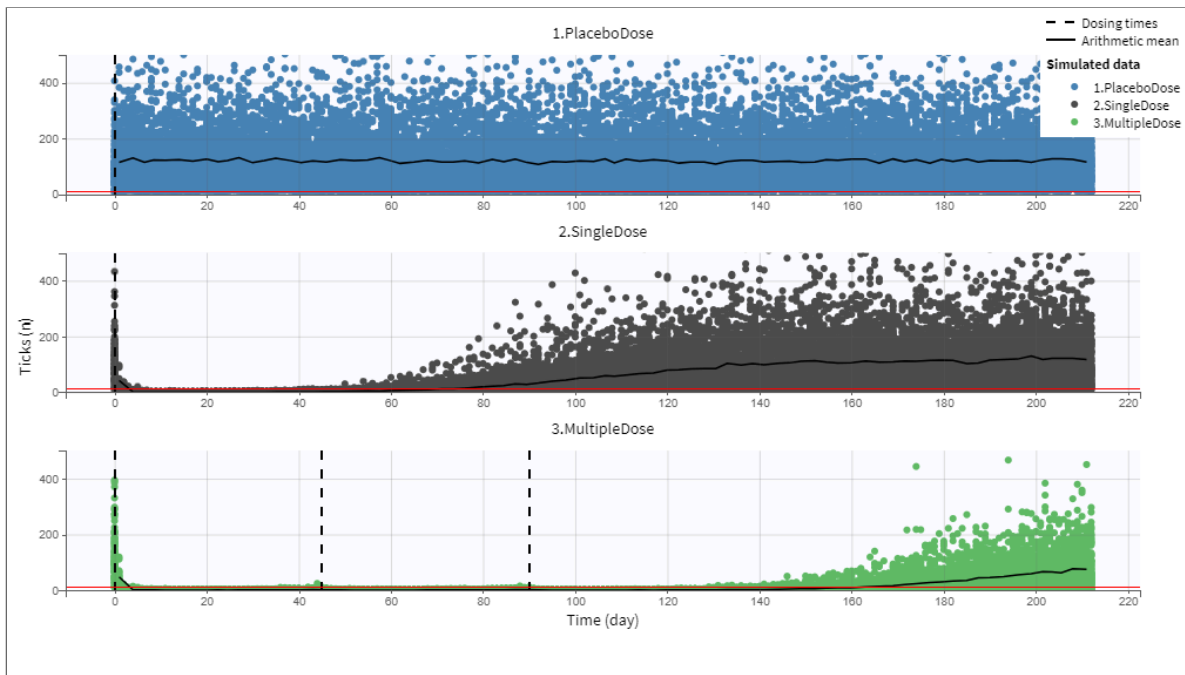 1.PlaceboDose
Dosing times
Arithmetic mean
Simulated data
1.PlaceboDose
2.SingleDose
3.MultipleDose
400
200
0
0 20 40 60 80 100 120 140 160 180 200 220
2.SingleDose
400
200
0
0 20 40 60 80 100 120 140 160 180 200 220
Ticks (n)
3.MultipleDose
400
200
0
0 20 40 60 80 100 120 140 160 180 200 220
Time (day)